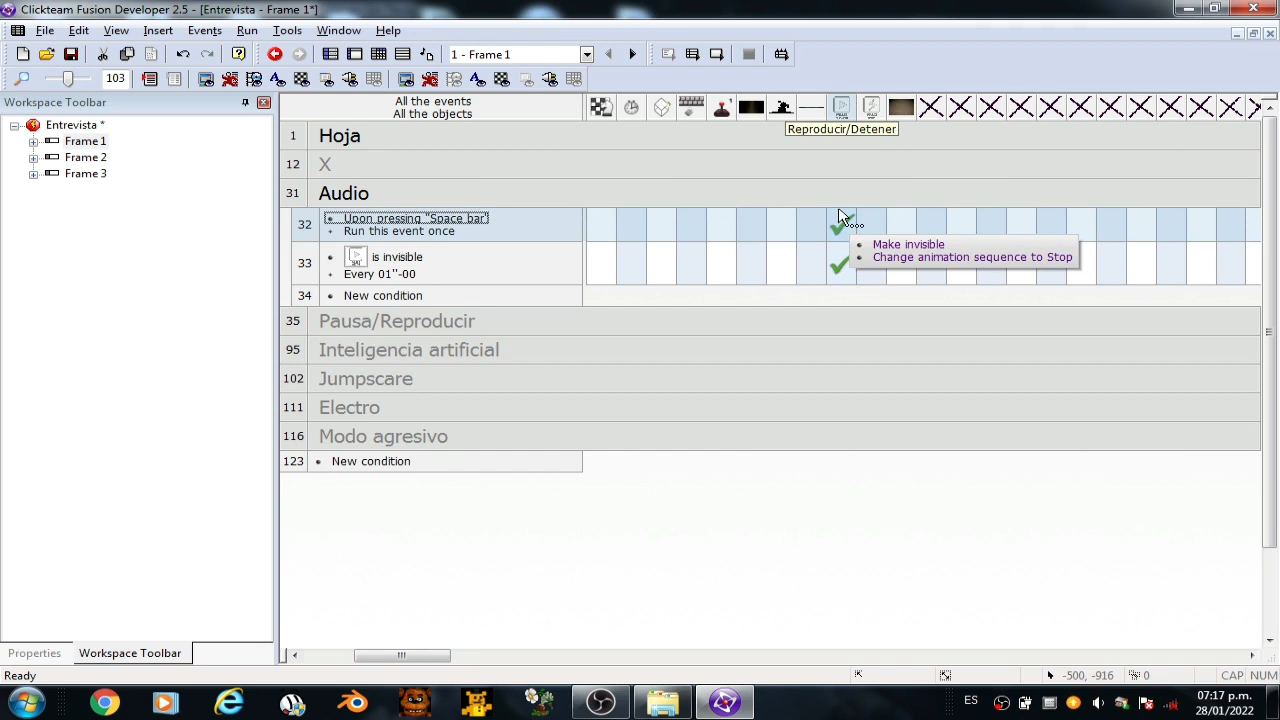 Clickteam Fusion Developer 2.5 - [Entrevista - Frame 1*]
File Edit View Insert Events Run Tools Window Help
1 - Frame 1
103
Workspace Toolbar
All the events
All the objects
Reproducir/Detener
Entrevista *
Frame 1
Frame 2
Frame 3
1 Hoja
12 X
31 Audio
32 Upon pressing "Space bar"
Run this event once
Make invisible
Change animation sequence to Stop
33 is invisible
Every 01''-00
34 New condition
35 Pausa/Reproducir
95 Inteligencia artificial
102 Jumpscare
111 Electro
116 Modo agresivo
123 New condition
Properties Workspace Toolbar
Ready
-500, -916
0
CAP NUM
ES
07:17 p.m.
28/01/2022